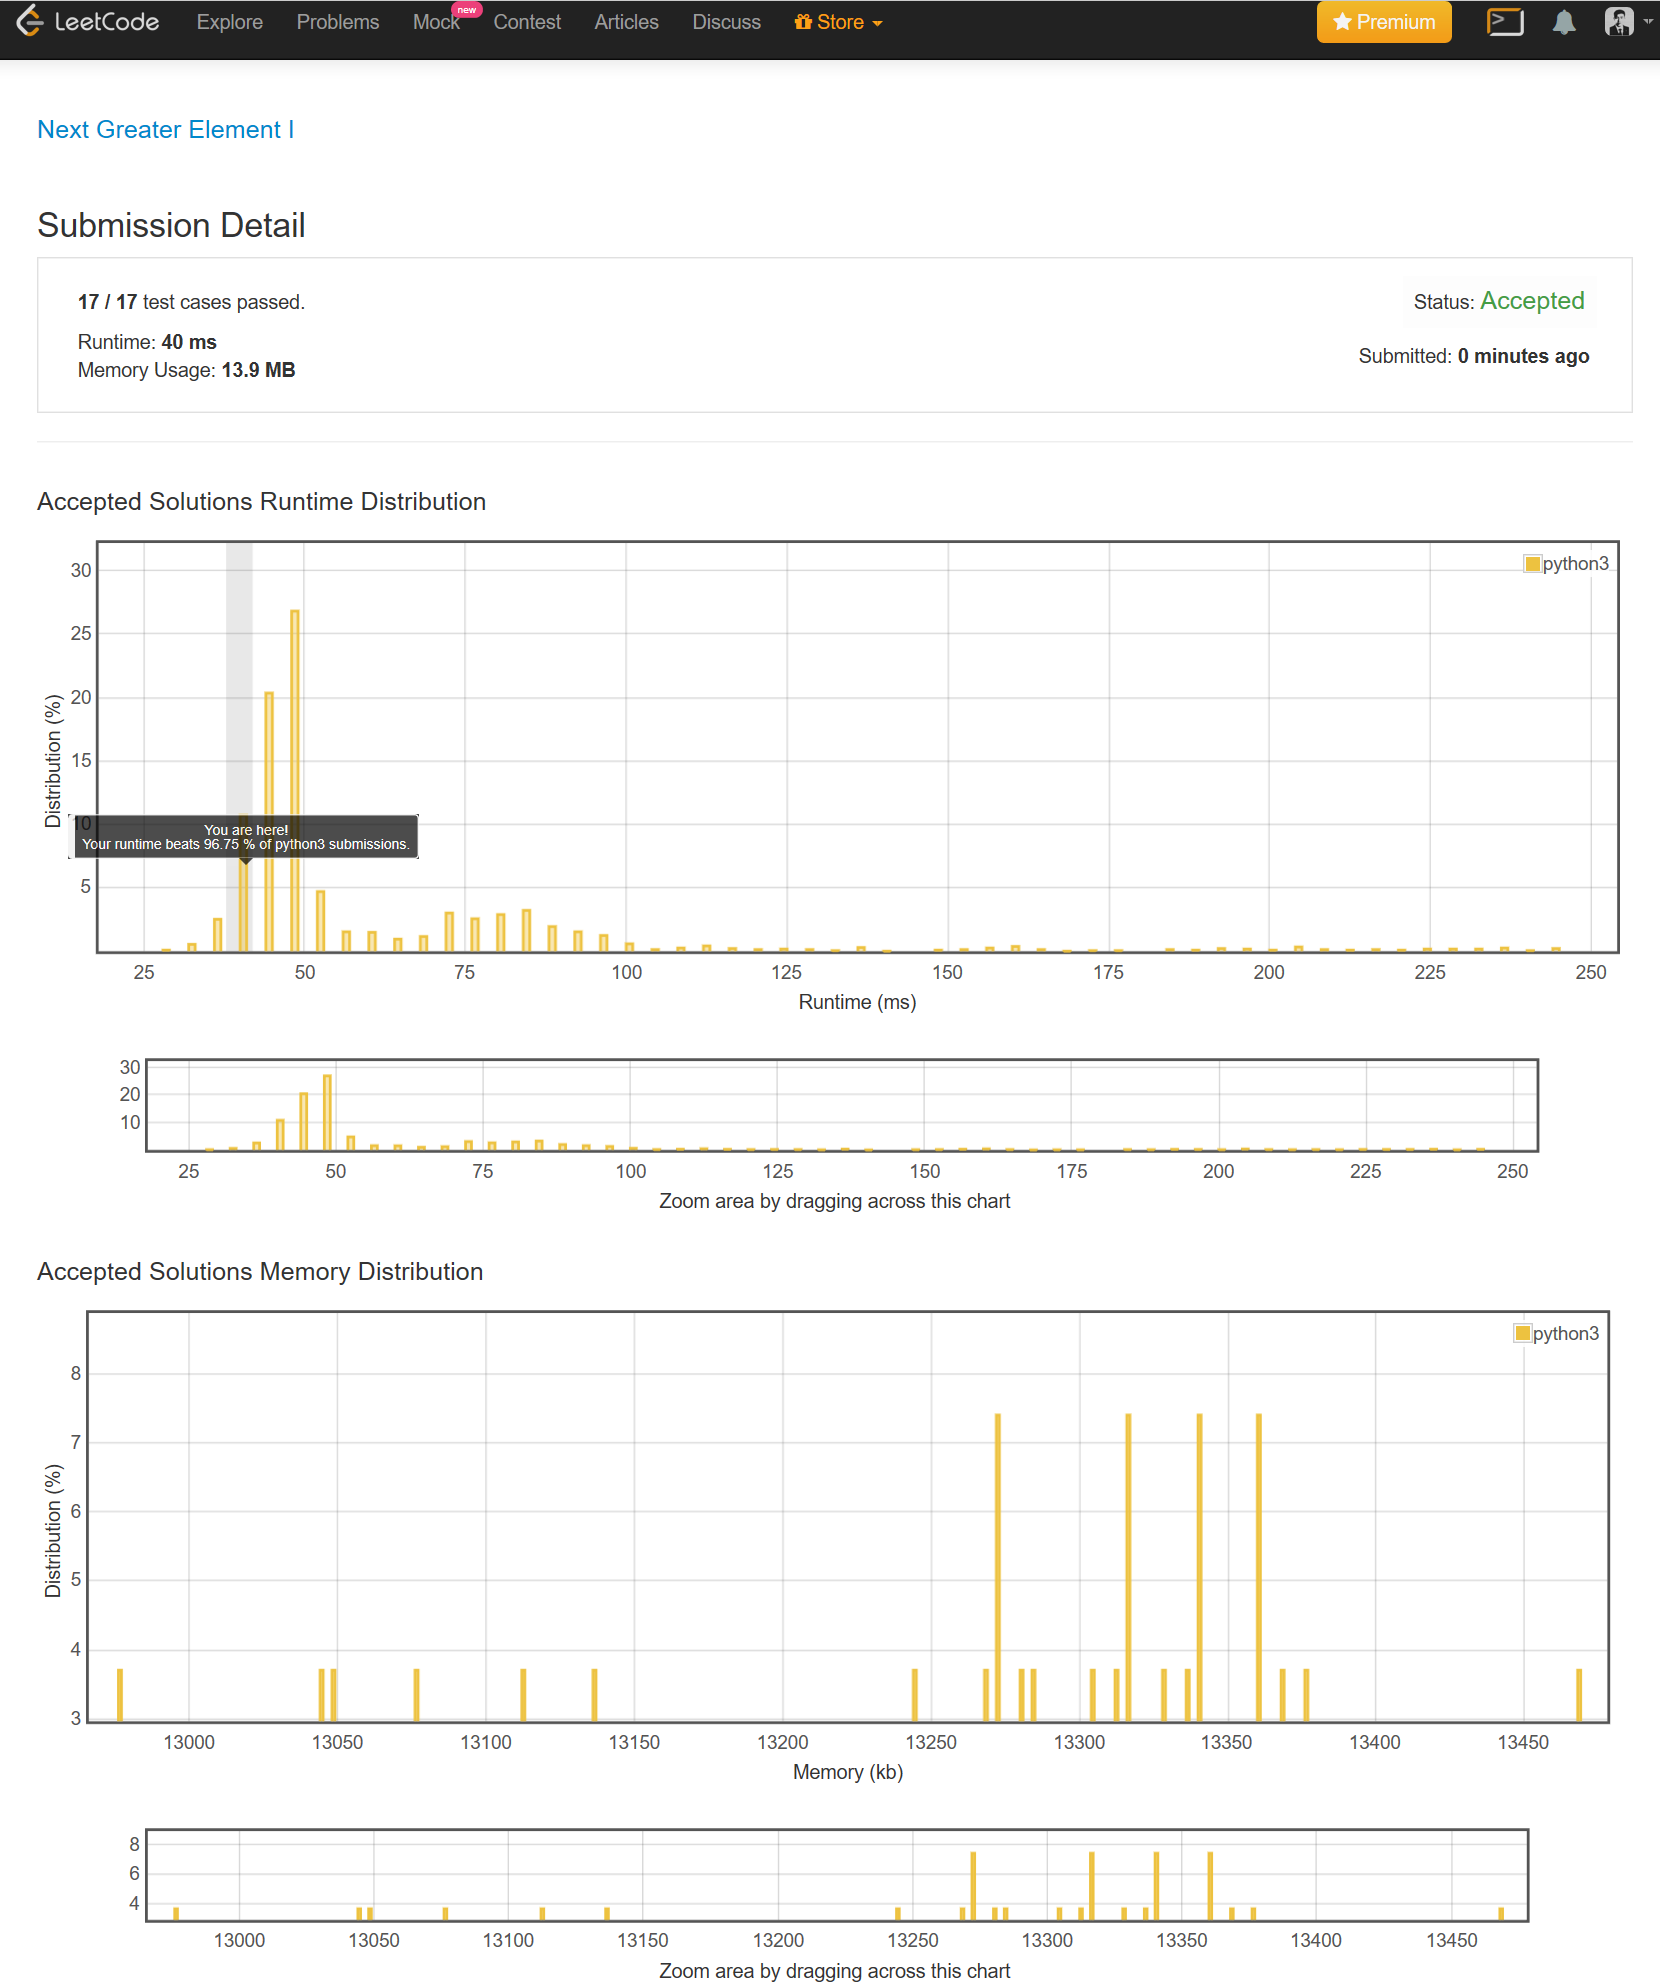 LeetCode Explore Problems Mock new Contest Articles Discuss Store Premium
Next Greater Element I
Submission Detail
17 / 17 test cases passed.
Status: Accepted
Runtime: 40 ms
Submitted: 0 minutes ago
Memory Usage: 13.9 MB
Accepted Solutions Runtime Distribution
python3
30
25
20
15
10
5
Distribution (%)
You are here!
Your runtime beats 96.75 % of python3 submissions.
25 50 75 100 125 150 175 200 225 250
Runtime (ms)
30
20
10
25 50 75 100 125 150 175 200 225 250
Zoom area by dragging across this chart
Accepted Solutions Memory Distribution
python3
8
7
6
5
4
3
Distribution (%)
13000 13050 13100 13150 13200 13250 13300 13350 13400 13450
Memory (kb)
8
6
4
13000 13050 13100 13150 13200 13250 13300 13350 13400 13450
Zoom area by dragging across this chart